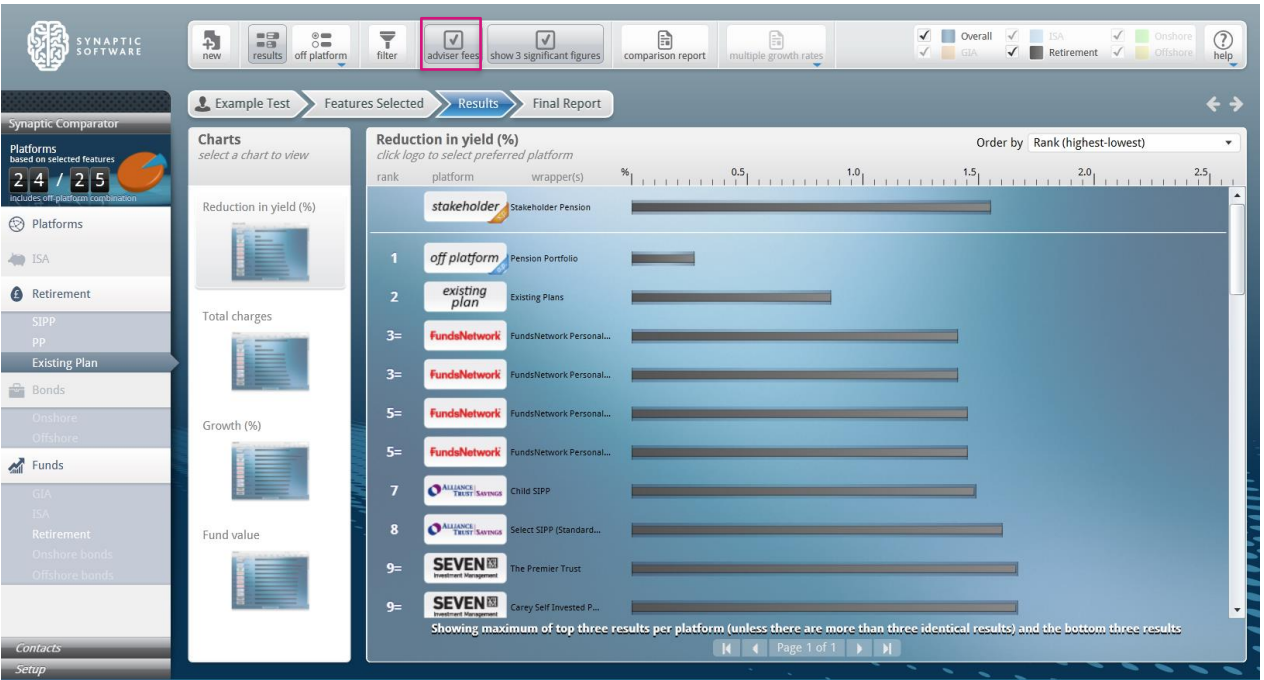 SYNAPTIC
SOFTWARE
new
results
off platform
filter
adviser fees
show 3 significant figures
comparison report
multiple growth rates
Overall
ISA
Onshore
GIA
Retirement
Offshore
help
Example Test
Features Selected
Results
Final Report
Synaptic Comparator
Platforms
based on selected features
24 / 25
includes off-platform combination
Platforms
ISA
Retirement
SIPP
PP
Existing Plan
Bonds
Onshore
Offshore
Funds
GIA
ISA
Retirement
Onshore bonds
Offshore bonds
Contacts
Setup
Charts
select a chart to view
Reduction in yield (%)
Total charges
Growth (%)
Fund value
Reduction in yield (%)
click logo to select preferred platform
Order by Rank (highest-lowest)
rank platform wrapper(s) % 0.5 1.0 1.5 2.0 2.5
stakeholder Stakeholder Pension
1 off platform Pension Portfolio
2 existing plan Existing Plans
3= FundsNetwork FundsNetwork Personal...
3= FundsNetwork FundsNetwork Personal...
5= FundsNetwork FundsNetwork Personal...
5= FundsNetwork FundsNetwork Personal...
7 ALLIANCE TRUST SAVINGS Child SIPP
8 ALLIANCE TRUST SAVINGS Select SIPP (Standard...
9= SEVEN Investment Management The Premier Trust
9= SEVEN Investment Management Carey Self Invested P...
Showing maximum of top three results per platform (unless there are more than three identical results) and the bottom three results
Page 1 of 1